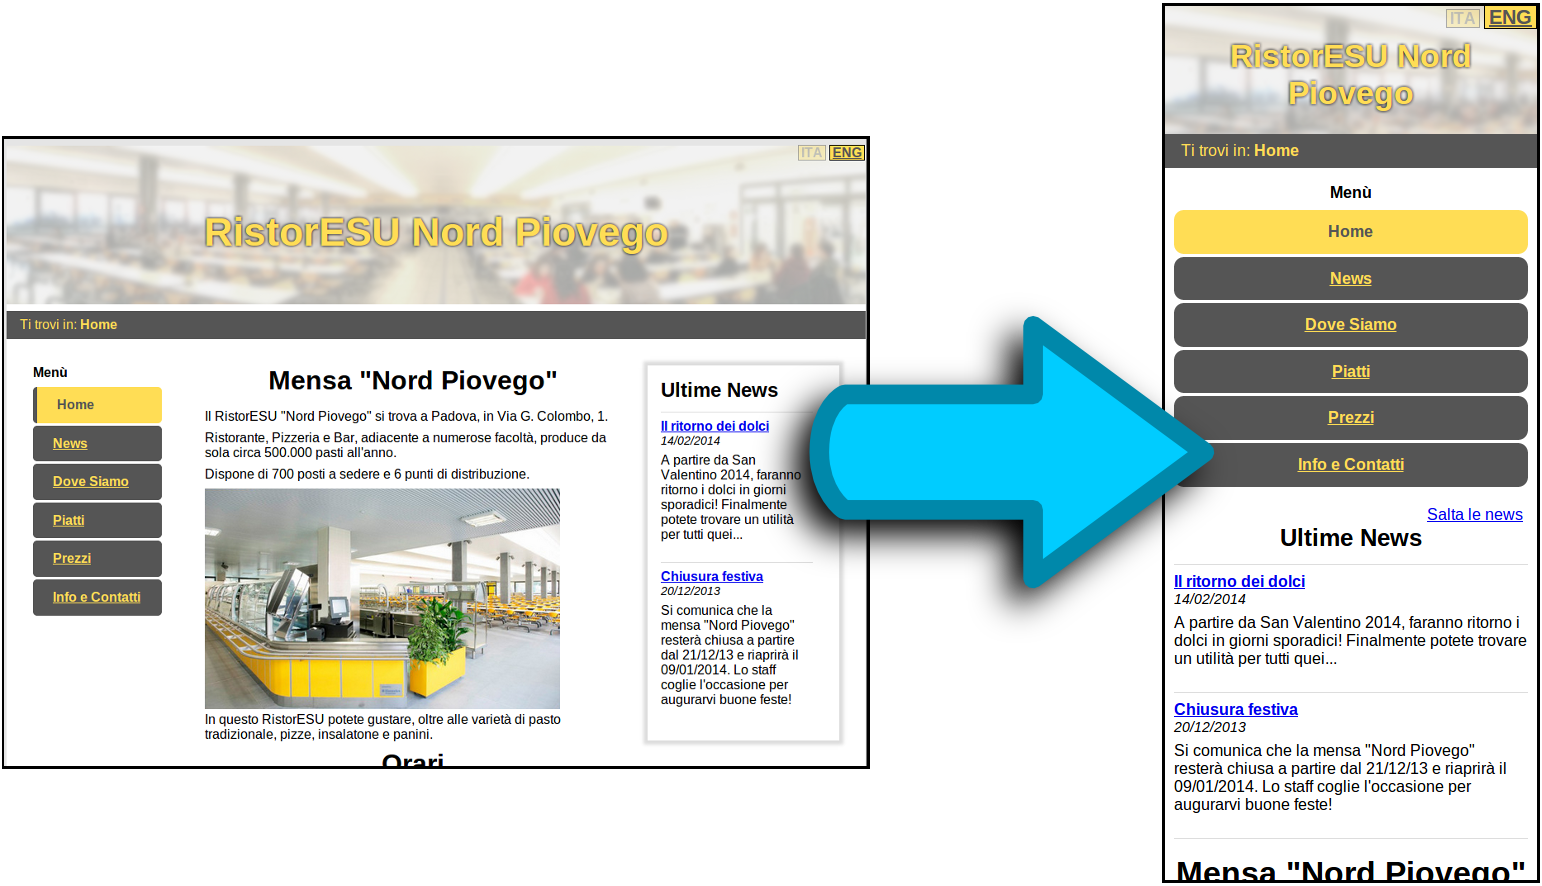 ITA ENG
RistorESU Nord Piovego
Ti trovi in: Home
Menù
Home
News
Dove Siamo
Piatti
Prezzi
Info e Contatti
Mensa "Nord Piovego"
Il RistorESU "Nord Piovego" si trova a Padova, in Via G. Colombo, 1.
Ristorante, Pizzeria e Bar, adiacente a numerose facoltà, produce da
sola circa 500.000 pasti all'anno.
Dispone di 700 posti a sedere e 6 punti di distribuzione.
In questo RistorESU potete gustare, oltre alle varietà di pasto
tradizionale, pizze, insalatone e panini.
Orari
Ultime News
Il ritorno dei dolci
14/02/2014
A partire da San
Valentino 2014, faranno
ritorno i dolci in giorni
sporadici! Finalmente
potete trovare un utilità
per tutti quei...
Chiusura festiva
20/12/2013
Si comunica che la
mensa "Nord Piovego"
resterà chiusa a partire
dal 21/12/13 e riaprirà il
09/01/2014. Lo staff
coglie l'occasione per
augurarvi buone feste!
ITA ENG
RistorESU Nord
Piovego
Ti trovi in: Home
Menù
Home
News
Dove Siamo
Piatti
Prezzi
Info e Contatti
Salta le news
Ultime News
Il ritorno dei dolci
14/02/2014
A partire da San Valentino 2014, faranno ritorno i
dolci in giorni sporadici! Finalmente potete trovare
un utilità per tutti quei...
Chiusura festiva
20/12/2013
Si comunica che la mensa "Nord Piovego"
resterà chiusa a partire dal 21/12/13 e riaprirà il
09/01/2014. Lo staff coglie l'occasione per
augurarvi buone feste!
Mensa "Nord Piovego"